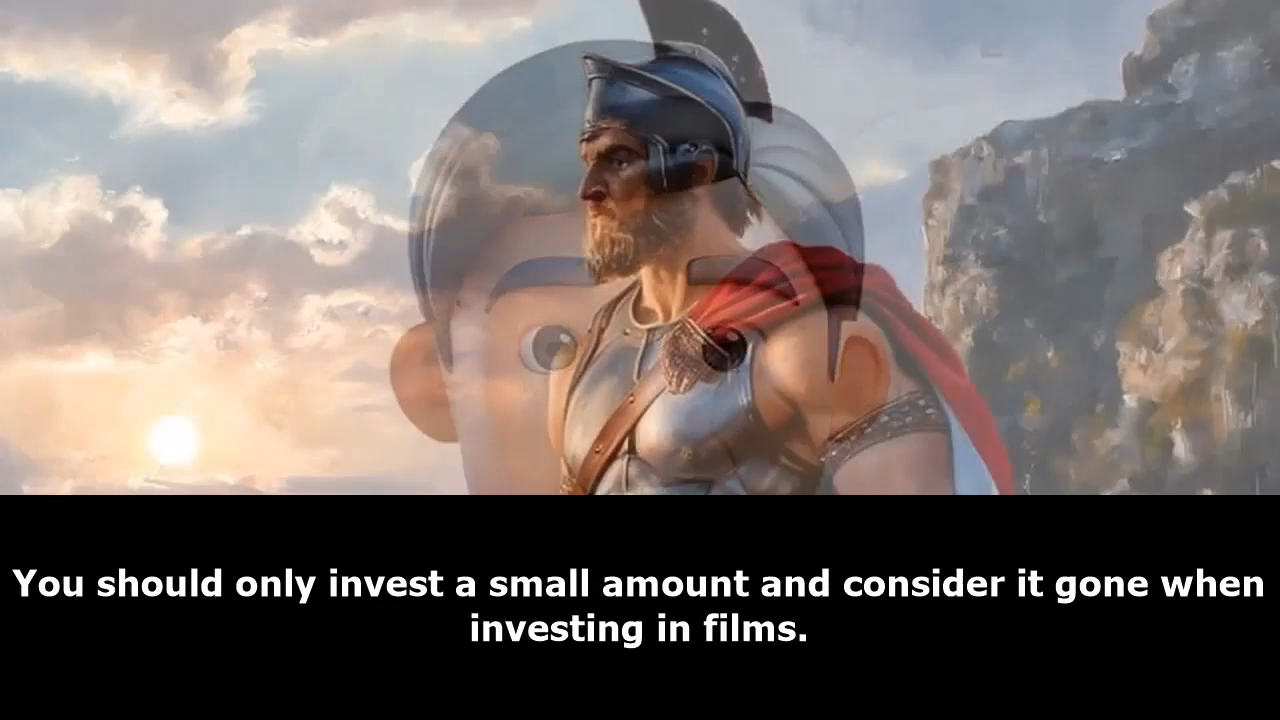 You should only invest a small amount and consider it gone when
investing in films.